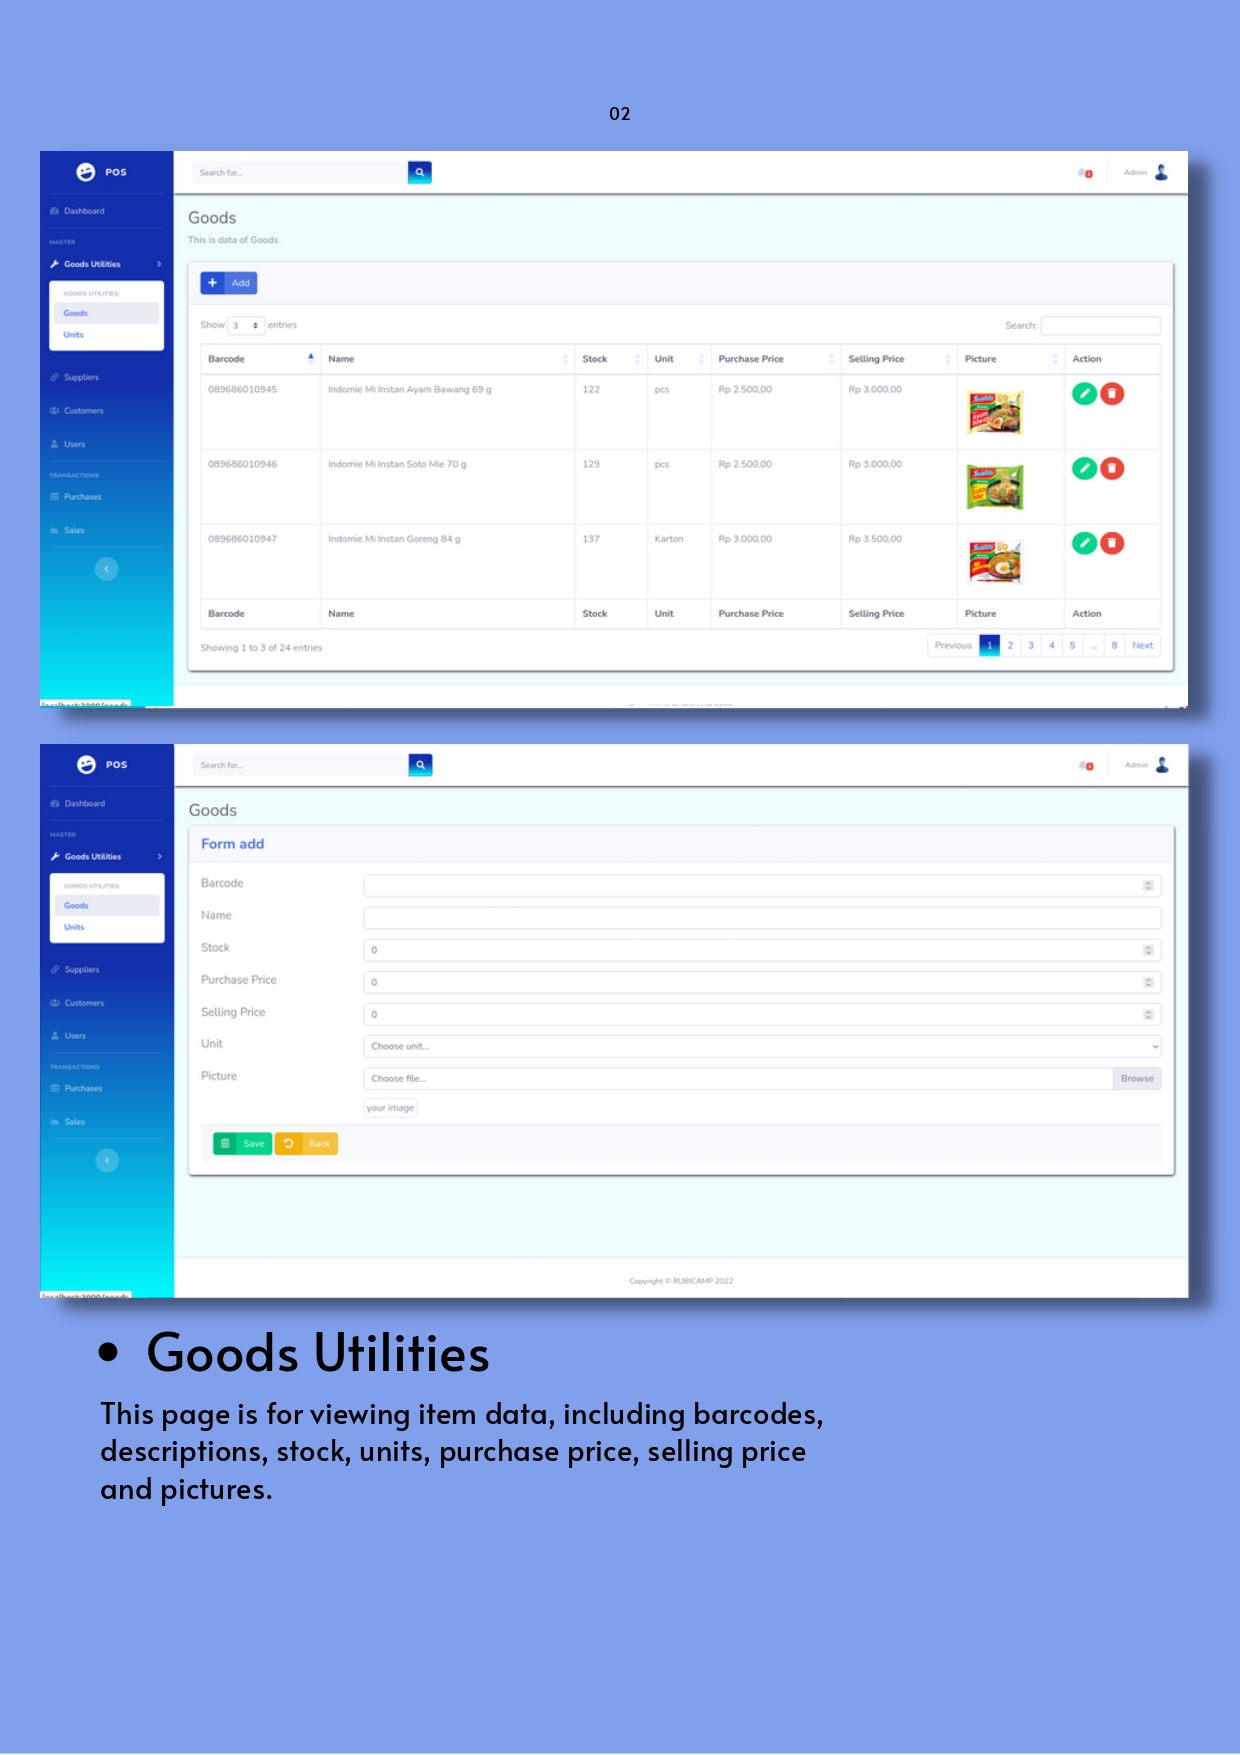 02
POS
Search for...
Admin
Dashboard
Goods
This is data of Goods
MASTER
Goods Utilities
GOODS UTILITIES:
Goods
Units
Suppliers
Customers
Users
TRANSACTIONS
Purchases
Sales
Add
Show 3 entries
Search:
Barcode Name Stock Unit Purchase Price Selling Price Picture Action
089686010945 Indomie Mi Instan Ayam Bawang 69 g 122 pcs Rp 2.500,00 Rp 3.000,00
089686010946 Indomie Mi Instan Soto Mie 70 g 129 pcs Rp 2.500,00 Rp 3.000,00
089686010947 Indomie Mi Instan Goreng 84 g 137 Karton Rp 3.000,00 Rp 3.500,00
Barcode Name Stock Unit Purchase Price Selling Price Picture Action
Showing 1 to 3 of 24 entries
Previous 1 2 3 4 5 ... 8 Next
localhost:3000/goods
POS
Search for...
Admin
Dashboard
MASTER
Goods Utilities
GOODS UTILITIES:
Goods
Units
Suppliers
Customers
Users
TRANSACTIONS
Purchases
Sales
Goods
Form add
Barcode
Name
Stock 0
Purchase Price 0
Selling Price 0
Unit Choose unit...
Picture Choose file... Browse
your image
Save Back
Copyright © RUBICAMP 2022
localhost:3000/goods
• Goods Utilities
This page is for viewing item data, including barcodes,
descriptions, stock, units, purchase price, selling price
and pictures.